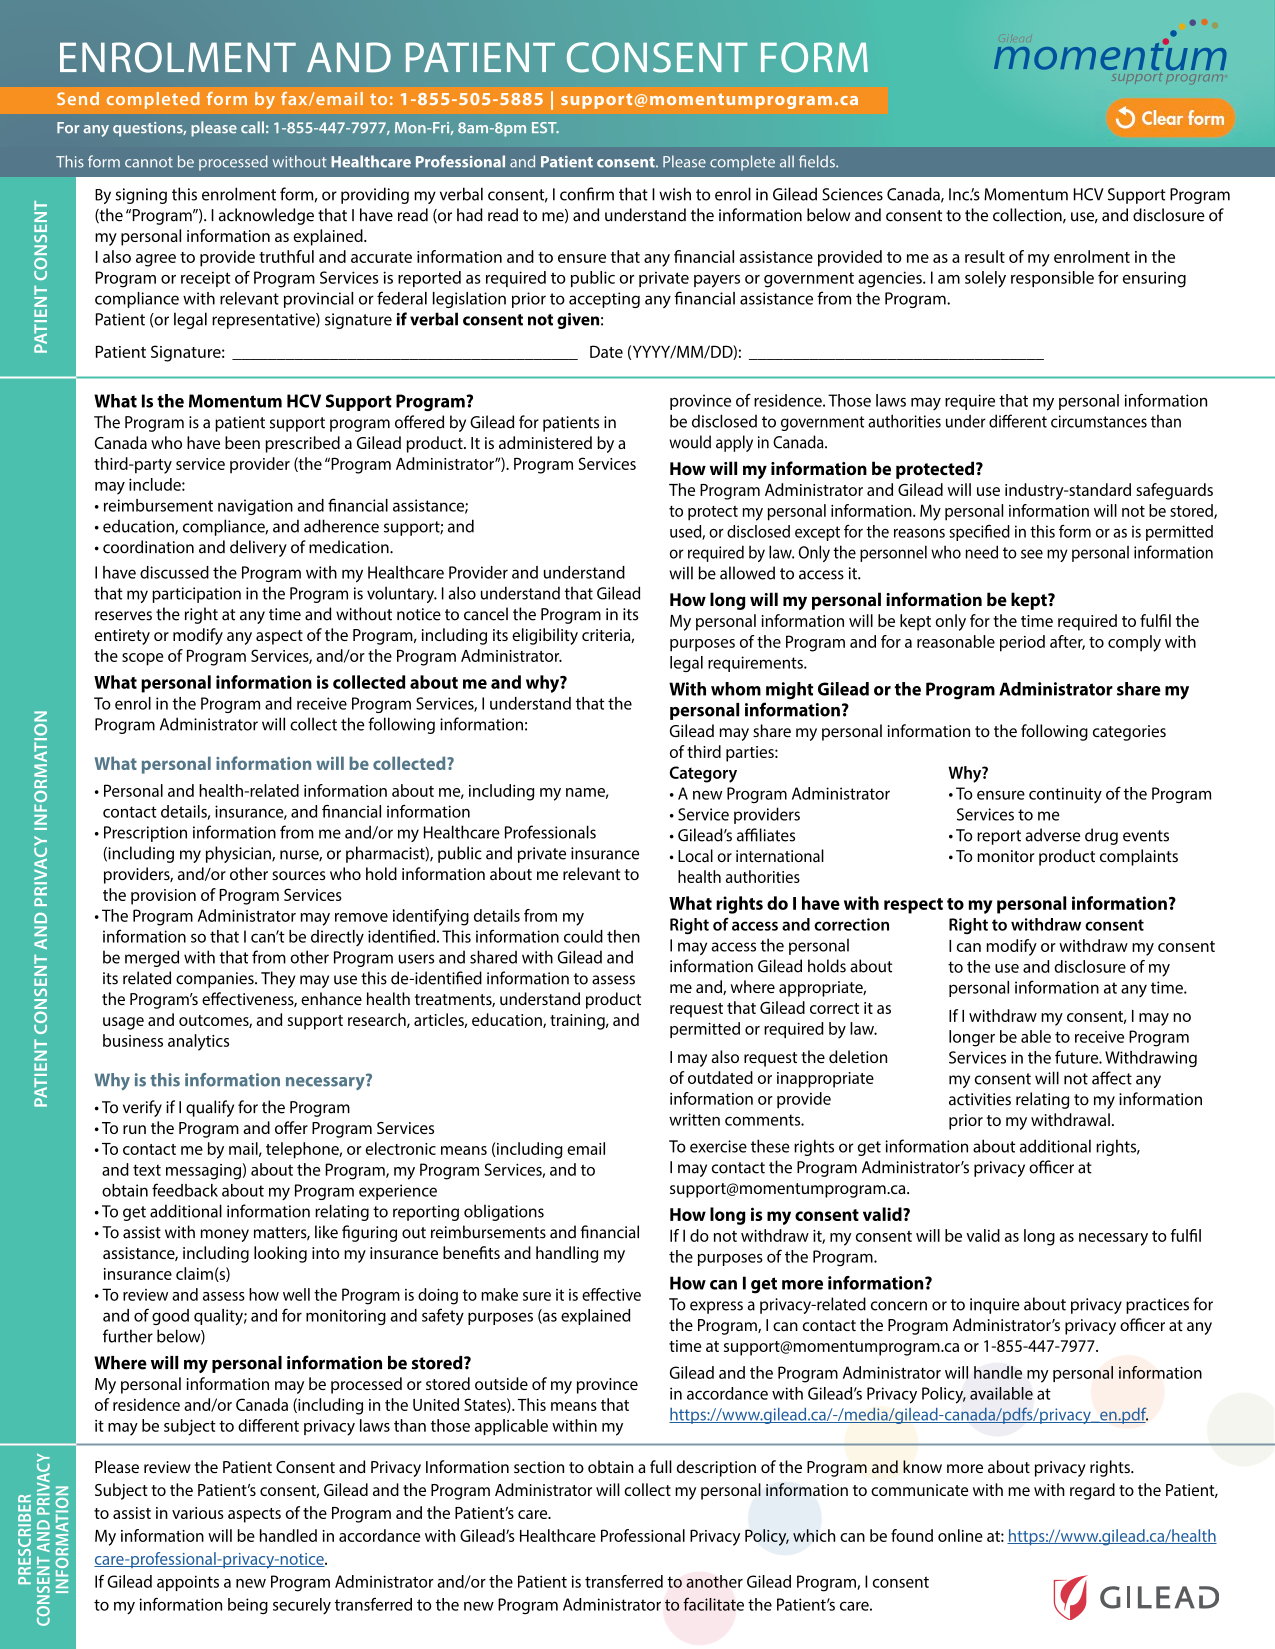 ENROLMENT AND PATIENT CONSENT FORM
Gilead
momentum
support program®
Send completed form by fax/email to: 1-855-505-5885 | support@momentumprogram.ca
Clear form
For any questions, please call: 1-855-447-7977, Mon-Fri, 8am-8pm EST.
This form cannot be processed without Healthcare Professional and Patient consent. Please complete all fields.
PATIENT CONSENT
By signing this enrolment form, or providing my verbal consent, I confirm that I wish to enrol in Gilead Sciences Canada, Inc.'s Momentum HCV Support Program
(the “Program”). I acknowledge that I have read (or had read to me) and understand the information below and consent to the collection, use, and disclosure of
my personal information as explained.
I also agree to provide truthful and accurate information and to ensure that any financial assistance provided to me as a result of my enrolment in the
Program or receipt of Program Services is reported as required to public or private payers or government agencies. I am solely responsible for ensuring
compliance with relevant provincial or federal legislation prior to accepting any financial assistance from the Program.
Patient (or legal representative) signature if verbal consent not given:
Patient Signature: ________________________________________ Date (YYYY/MM/DD): __________________________________
PATIENT CONSENT AND PRIVACY INFORMATION
What Is the Momentum HCV Support Program?
The Program is a patient support program offered by Gilead for patients in
Canada who have been prescribed a Gilead product. It is administered by a
third-party service provider (the “Program Administrator”). Program Services
may include:
• reimbursement navigation and financial assistance;
• education, compliance, and adherence support; and
• coordination and delivery of medication.
I have discussed the Program with my Healthcare Provider and understand
that my participation in the Program is voluntary. I also understand that Gilead
reserves the right at any time and without notice to cancel the Program in its
entirety or modify any aspect of the Program, including its eligibility criteria,
the scope of Program Services, and/or the Program Administrator.
What personal information is collected about me and why?
To enrol in the Program and receive Program Services, I understand that the
Program Administrator will collect the following information:
What personal information will be collected?
• Personal and health-related information about me, including my name,
contact details, insurance, and financial information
• Prescription information from me and/or my Healthcare Professionals
(including my physician, nurse, or pharmacist), public and private insurance
providers, and/or other sources who hold information about me relevant to
the provision of Program Services
• The Program Administrator may remove identifying details from my
information so that I can't be directly identified. This information could then
be merged with that from other Program users and shared with Gilead and
its related companies. They may use this de-identified information to assess
the Program's effectiveness, enhance health treatments, understand product
usage and outcomes, and support research, articles, education, training, and
business analytics
Why is this information necessary?
• To verify if I qualify for the Program
• To run the Program and offer Program Services
• To contact me by mail, telephone, or electronic means (including email
and text messaging) about the Program, my Program Services, and to
obtain feedback about my Program experience
• To get additional information relating to reporting obligations
• To assist with money matters, like figuring out reimbursements and financial
assistance, including looking into my insurance benefits and handling my
insurance claim(s)
• To review and assess how well the Program is doing to make sure it is effective
and of good quality; and for monitoring and safety purposes (as explained
further below)
Where will my personal information be stored?
My personal information may be processed or stored outside of my province
of residence and/or Canada (including in the United States). This means that
it may be subject to different privacy laws than those applicable within my
province of residence. Those laws may require that my personal information
be disclosed to government authorities under different circumstances than
would apply in Canada.
How will my information be protected?
The Program Administrator and Gilead will use industry-standard safeguards
to protect my personal information. My personal information will not be stored,
used, or disclosed except for the reasons specified in this form or as is permitted
or required by law. Only the personnel who need to see my personal information
will be allowed to access it.
How long will my personal information be kept?
My personal information will be kept only for the time required to fulfil the
purposes of the Program and for a reasonable period after, to comply with
legal requirements.
With whom might Gilead or the Program Administrator share my
personal information?
Gilead may share my personal information to the following categories
of third parties:
Category
• A new Program Administrator
• Service providers
• Gilead's affiliates
• Local or international
health authorities
Why?
• To ensure continuity of the Program
Services to me
• To report adverse drug events
• To monitor product complaints
What rights do I have with respect to my personal information?
Right of access and correction
I may access the personal
information Gilead holds about
me and, where appropriate,
request that Gilead correct it as
permitted or required by law.
I may also request the deletion
of outdated or inappropriate
information or provide
written comments.
Right to withdraw consent
I can modify or withdraw my consent
to the use and disclosure of my
personal information at any time.
If I withdraw my consent, I may no
longer be able to receive Program
Services in the future. Withdrawing
my consent will not affect any
activities relating to my information
prior to my withdrawal.
To exercise these rights or get information about additional rights,
I may contact the Program Administrator's privacy officer at
support@momentumprogram.ca.
How long is my consent valid?
If I do not withdraw it, my consent will be valid as long as necessary to fulfil
the purposes of the Program.
How can I get more information?
To express a privacy-related concern or to inquire about privacy practices for
the Program, I can contact the Program Administrator's privacy officer at any
time at support@momentumprogram.ca or 1-855-447-7977.
Gilead and the Program Administrator will handle my personal information
in accordance with Gilead's Privacy Policy, available at
https://www.gilead.ca/-/media/gilead-canada/pdfs/privacy_en.pdf.
PRESCRIBER
CONSENT AND PRIVACY
INFORMATION
Please review the Patient Consent and Privacy Information section to obtain a full description of the Program and know more about privacy rights.
Subject to the Patient's consent, Gilead and the Program Administrator will collect my personal information to communicate with me with regard to the Patient,
to assist in various aspects of the Program and the Patient's care.
My information will be handled in accordance with Gilead's Healthcare Professional Privacy Policy, which can be found online at: https://www.gilead.ca/health
care-professional-privacy-notice.
If Gilead appoints a new Program Administrator and/or the Patient is transferred to another Gilead Program, I consent
to my information being securely transferred to the new Program Administrator to facilitate the Patient's care.
GILEAD